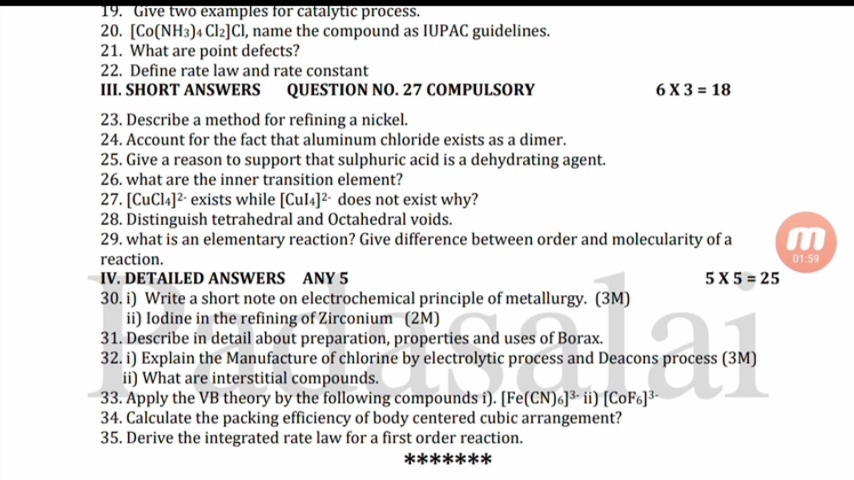 19. Give two examples for catalytic process.
20. [Co(NH₃)₄ Cl₂]Cl, name the compound as IUPAC guidelines.
21. What are point defects?
22. Define rate law and rate constant
III. SHORT ANSWERS QUESTION NO. 27 COMPULSORY 6 X 3 = 18
23. Describe a method for refining a nickel.
24. Account for the fact that aluminum chloride exists as a dimer.
25. Give a reason to support that sulphuric acid is a dehydrating agent.
26. what are the inner transition element?
27. [CuCl₄]²⁻ exists while [CuI₄]²⁻ does not exist why?
28. Distinguish tetrahedral and Octahedral voids.
29. what is an elementary reaction? Give difference between order and molecularity of a
reaction.
01:59
IV. DETAILED ANSWERS ANY 5 5 X 5 = 25
30. i) Write a short note on electrochemical principle of metallurgy. (3M)
ii) Iodine in the refining of Zirconium (2M)
31. Describe in detail about preparation, properties and uses of Borax.
32. i) Explain the Manufacture of chlorine by electrolytic process and Deacons process (3M)
ii) What are interstitial compounds.
33. Apply the VB theory by the following compounds i). [Fe(CN)₆]³⁻ ii) [CoF₆]³⁻
34. Calculate the packing efficiency of body centered cubic arrangement?
35. Derive the integrated rate law for a first order reaction.
*******
Padasalai